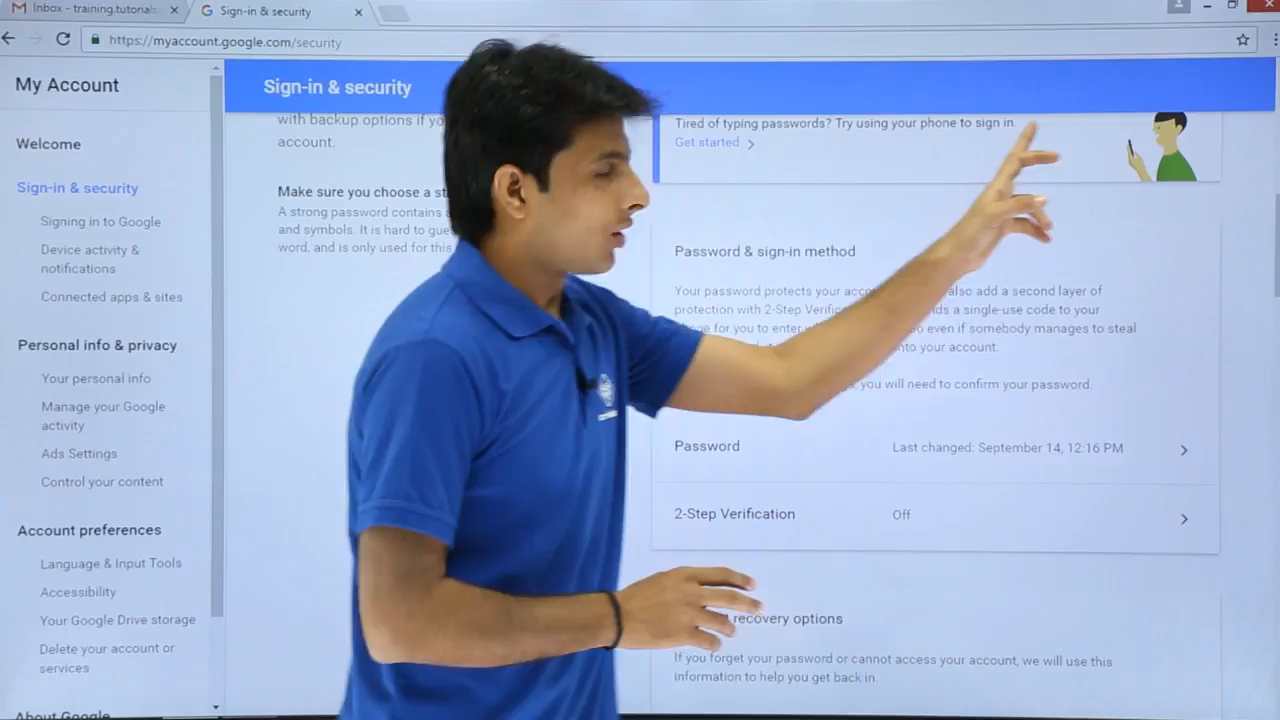 Inbox - training.tutorials
Sign-in & security
https://myaccount.google.com/security
My Account
Sign-in & security
Welcome
Sign-in & security
Signing in to Google
Device activity &
notifications
Connected apps & sites
Personal info & privacy
Your personal info
Manage your Google
activity
Ads Settings
Control your content
Account preferences
Language & Input Tools
Accessibility
Your Google Drive storage
Delete your account or
services
About Google
with backup options if yo
account.
Make sure you choose a st
A strong password contains
and symbols. It is hard to gue
word, and is only used for this
Tired of typing passwords? Try using your phone to sign in.
Get started
Password & sign-in method
Your password protects your acco also add a second layer of
protection with 2-Step Verific ds a single-use code to your
for you to enter so even if somebody manages to steal
into your account.
you will need to confirm your password.
Password Last changed: September 14, 12:16 PM
2-Step Verification Off
recovery options
If you forget your password or cannot access your account, we will use this
information to help you get back in.